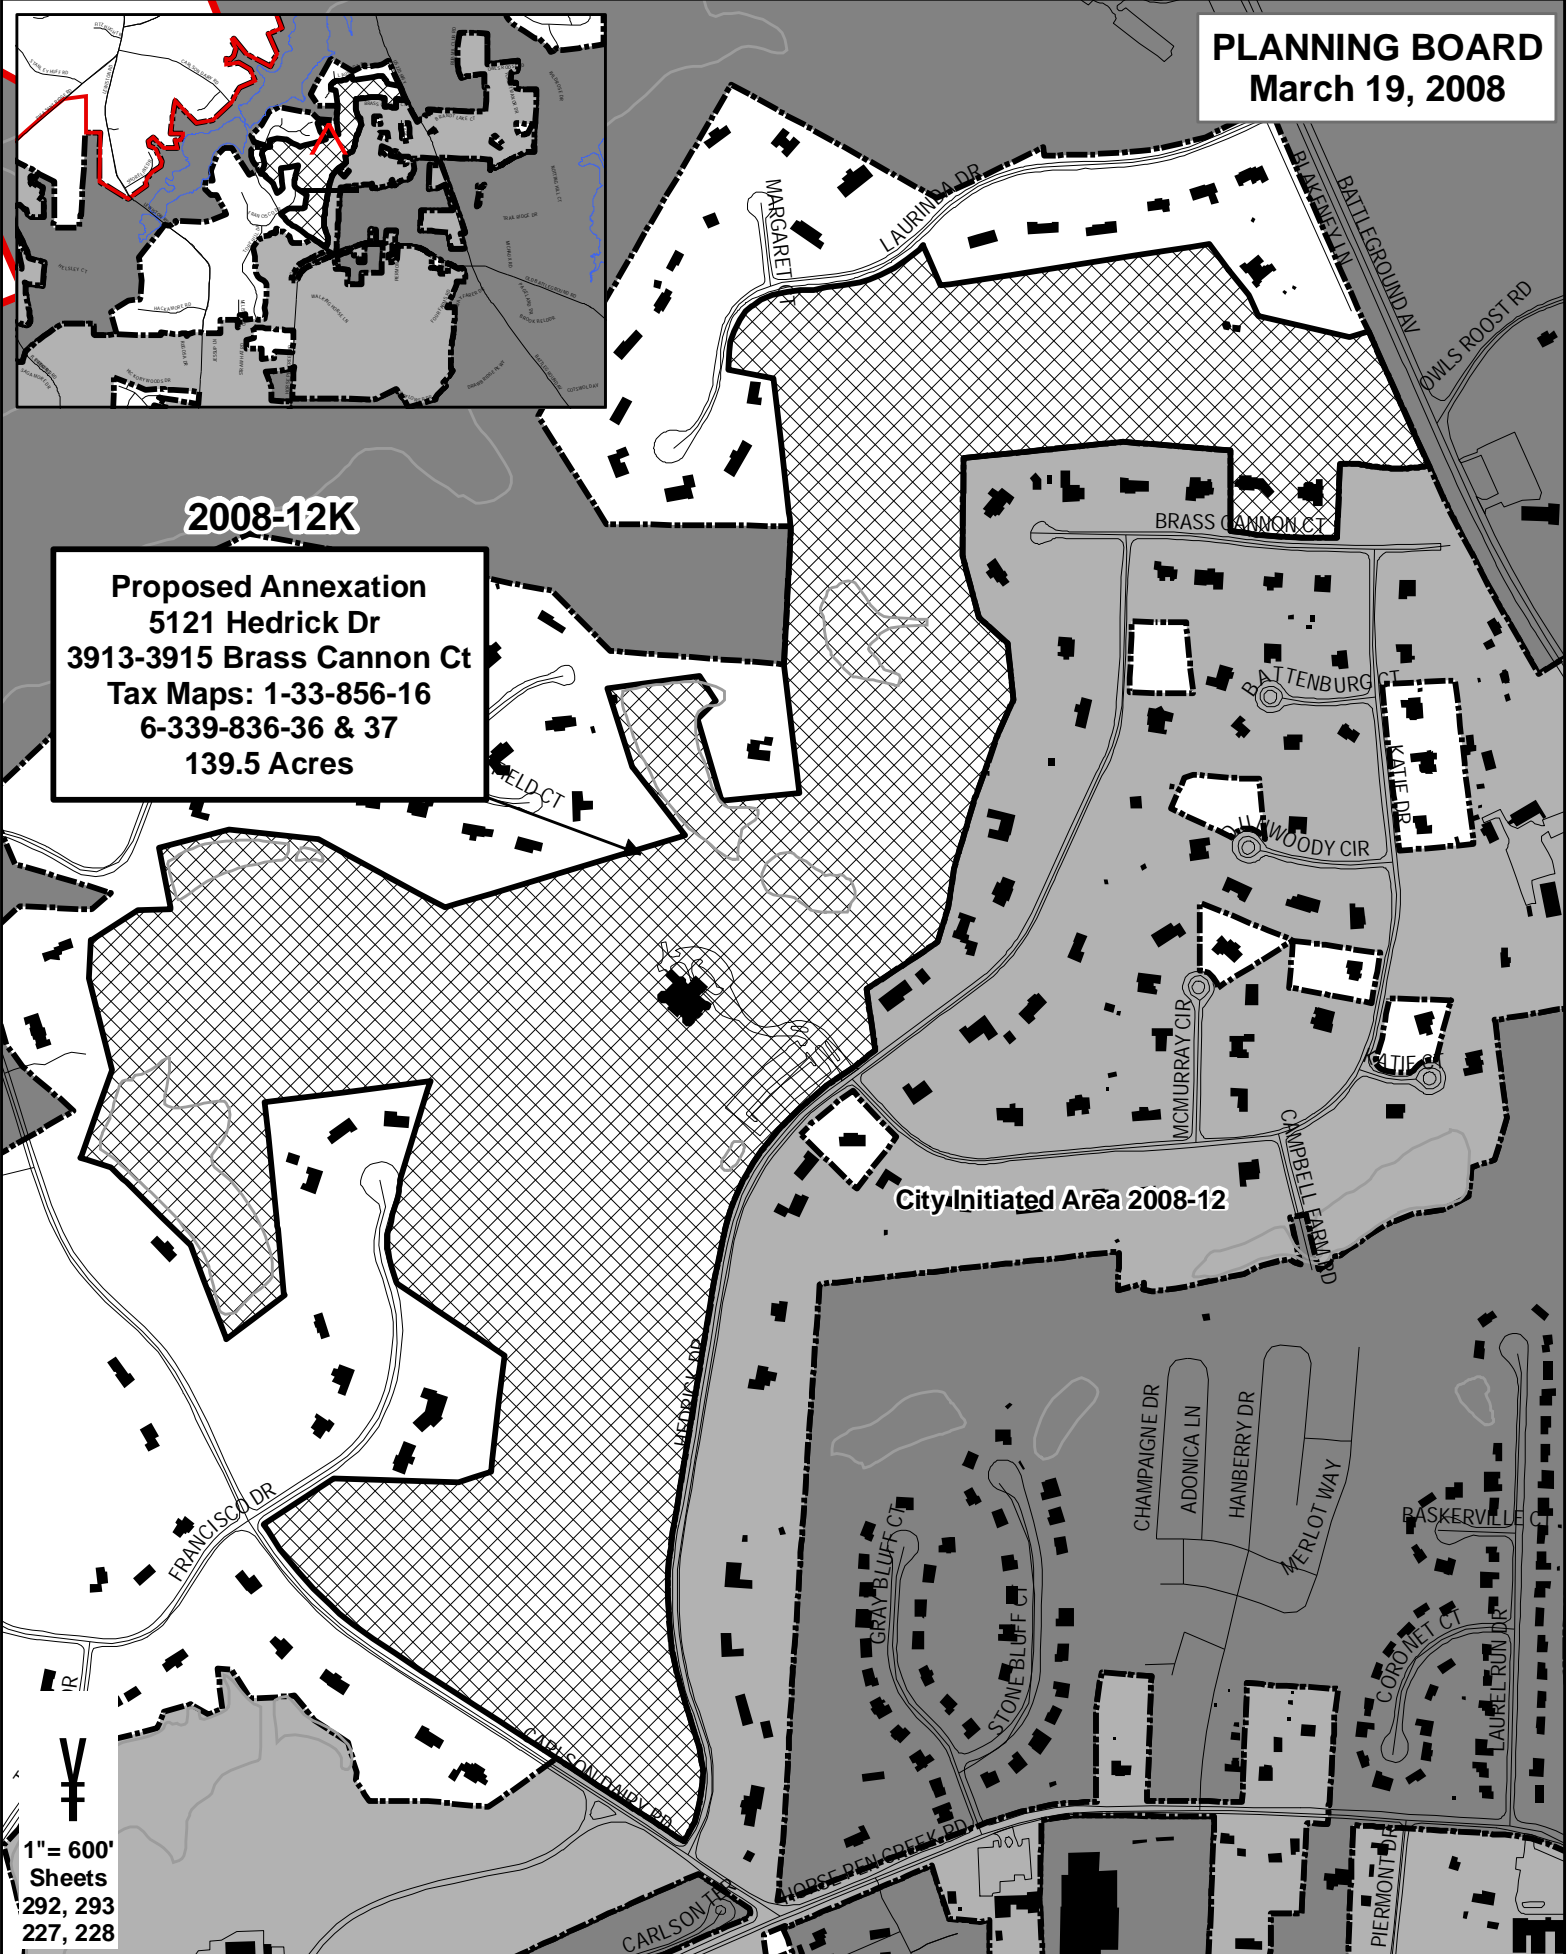 PLANNING BOARD
March 19, 2008
MARGARET CT
LAURINDA DR
BLAKENEY LN
BATTLEGROUND AV
OWLS ROOST RD
2008-12K
Proposed Annexation
5121 Hedrick Dr
3913-3915 Brass Cannon Ct
Tax Maps: 1-33-856-16
6-339-836-36 & 37
139.5 Acres
BRASS CANNON CT
BATTENBURG CT
KATIE DR
FIELD CT
DUNWOODY CIR
MCMURRAY CIR
KATIE CT
CAMPBELL FARM RD
City Initiated Area 2008-12
HEDRICK DR
FRANCISCO DR
CHAMPAIGNE DR
ADONICA LN
HANBERRY DR
MERLOT WAY
BASKERVILLE CT
GRAY BLUFF CT
STONE BLUFF CT
CORONET CT
LAUREL RUN DR
DR
CARLSON DAIRY RD
HORSE PEN CREEK RD
CARLSON TER
PIERMONT DR
1"= 600'
Sheets
292, 293
227, 228